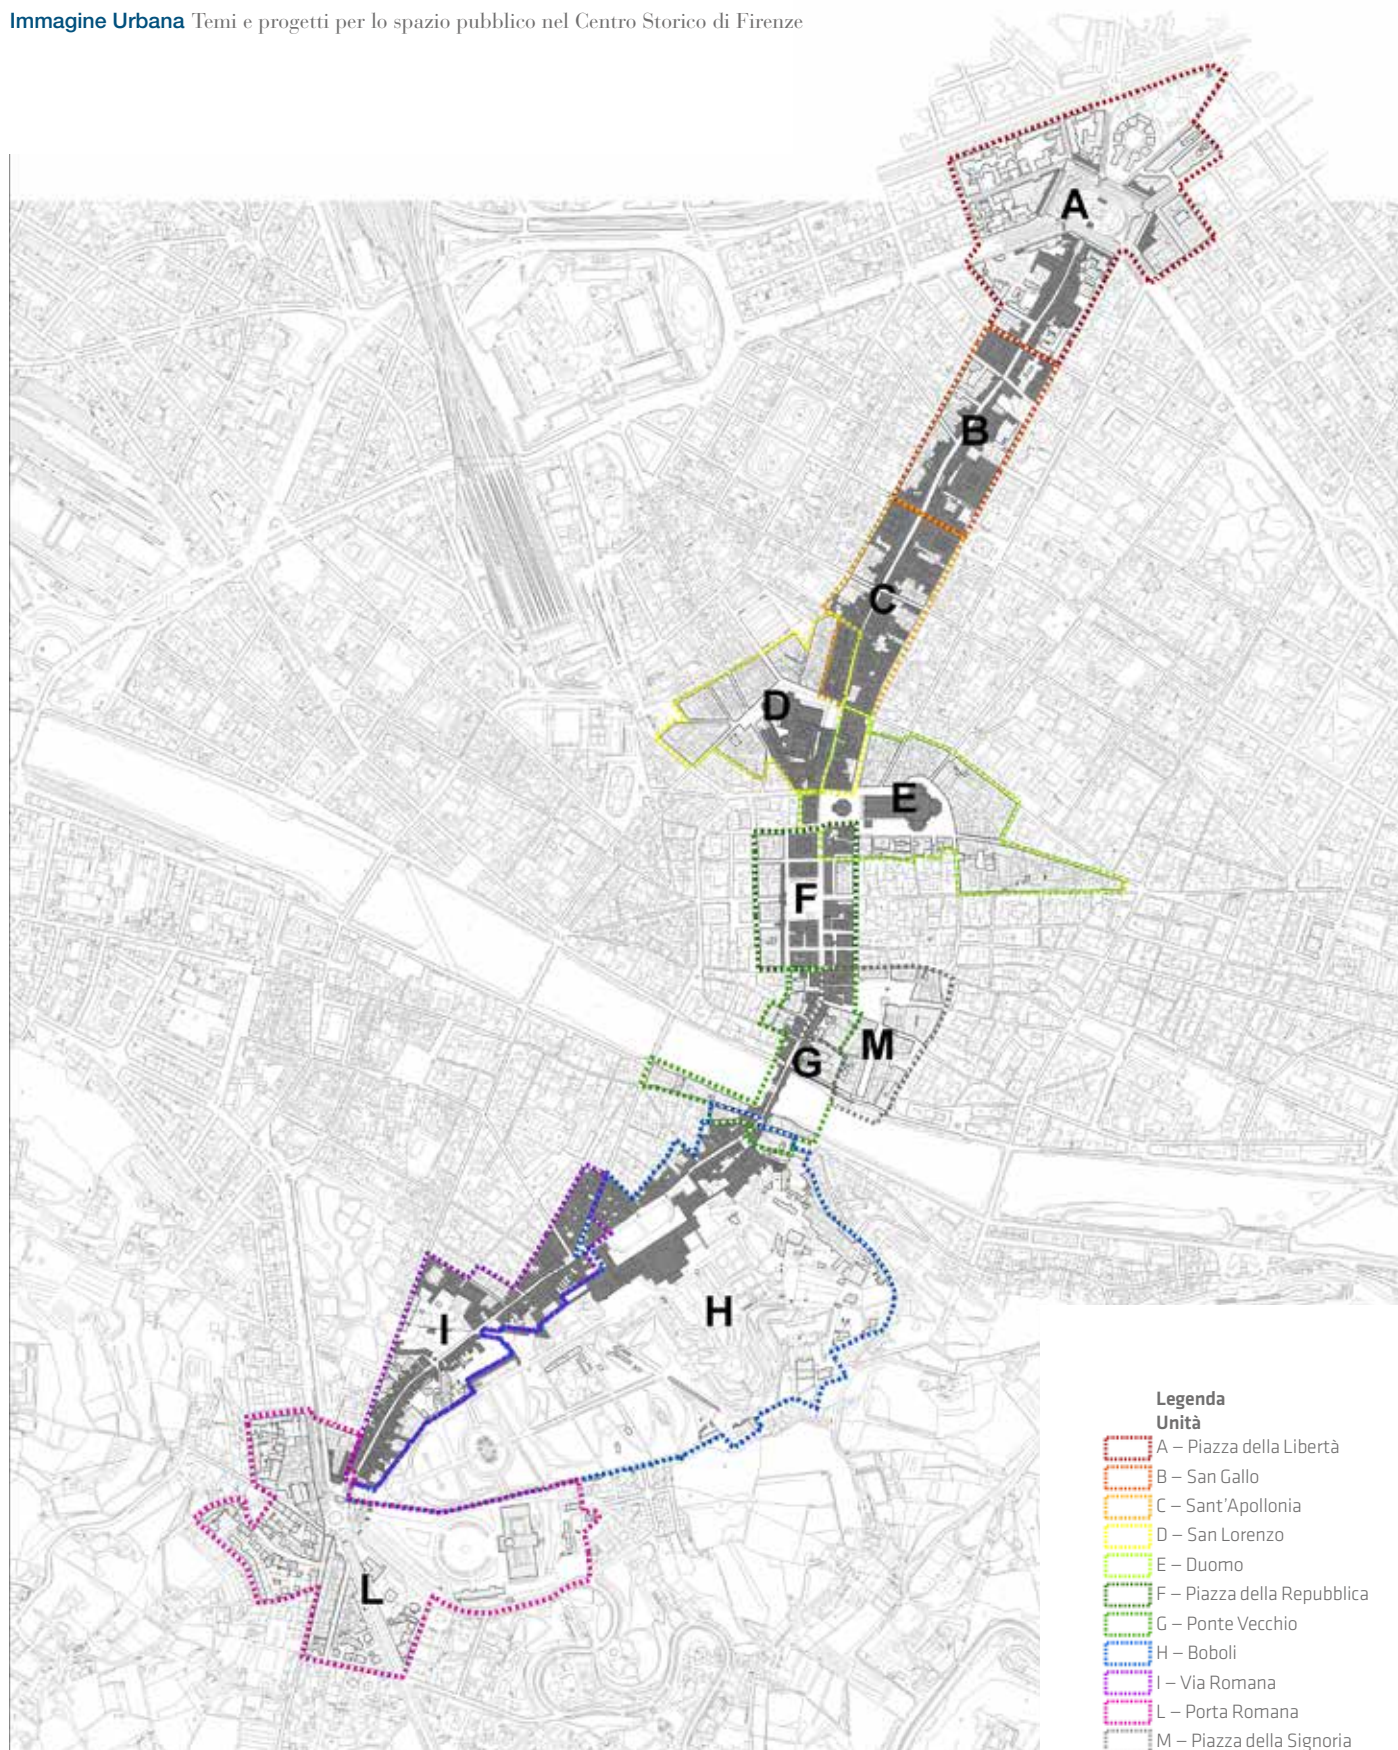 Immagine Urbana Temi e progetti per lo spazio pubblico nel Centro Storico di Firenze
A
B
C
D
E
F
M
G
H
I
L
Legenda
Unità
A – Piazza della Libertà
B – San Gallo
C – Sant’Apollonia
D – San Lorenzo
E – Duomo
F – Piazza della Repubblica
G – Ponte Vecchio
H – Boboli
I – Via Romana
L – Porta Romana
M – Piazza della Signoria